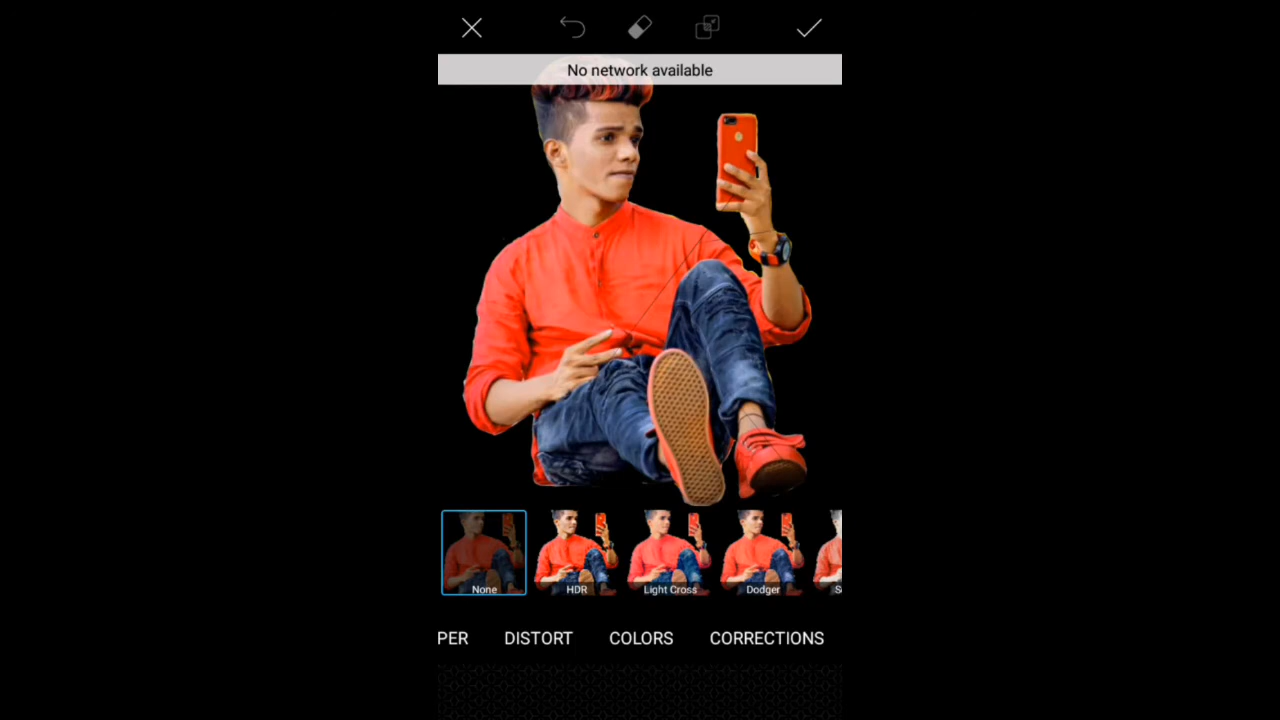 No network available
None
HDR
Light Cross
Dodger
PER
DISTORT
COLORS
CORRECTIONS